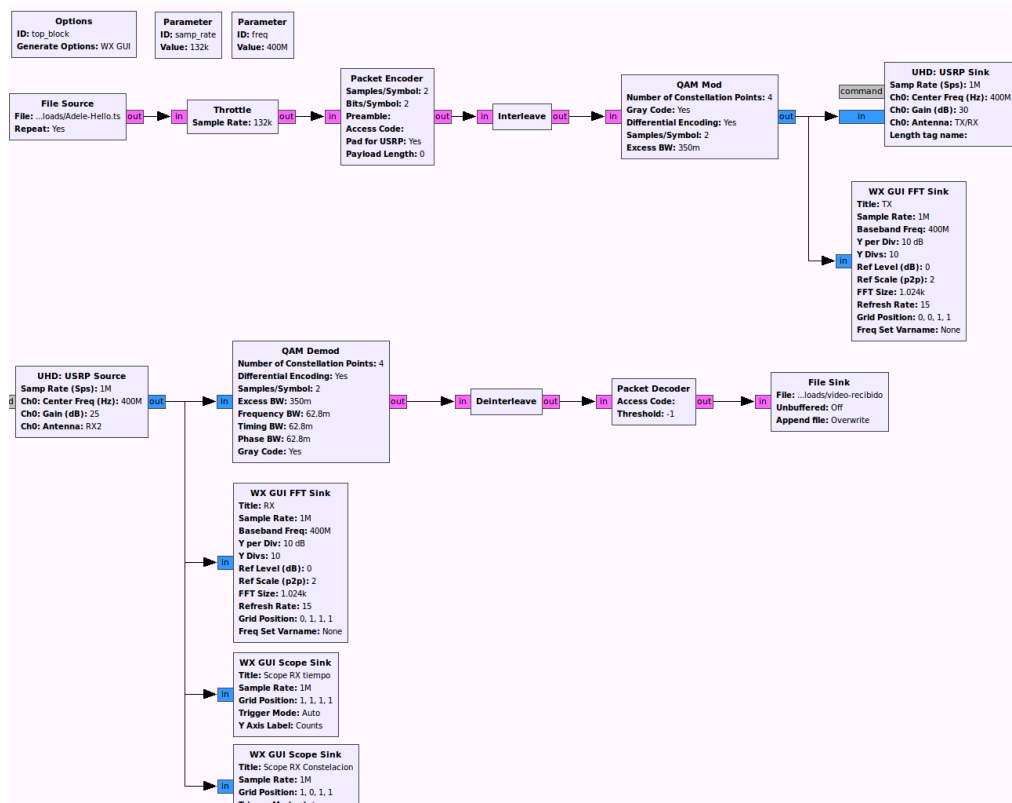 Options
ID: top_block
Generate Options: WX GUI
Parameter
ID: samp_rate
Value: 132k
Parameter
ID: freq
Value: 400M
File Source
File: ...loads/Adele-Hello.ts
Repeat: Yes
out
in
Throttle
Sample Rate: 132k
out
in
Packet Encoder
Samples/Symbol: 2
Bits/Symbol: 2
Preamble:
Access Code:
Pad for USRP: Yes
Payload Length: 0
out
in
Interleave
out
in
QAM Mod
Number of Constellation Points: 4
Gray Code: Yes
Differential Encoding: Yes
Samples/Symbol: 2
Excess BW: 350m
out
command
in
UHD: USRP Sink
Samp Rate (Sps): 1M
Ch0: Center Freq (Hz): 400M
Ch0: Gain (dB): 30
Ch0: Antenna: TX/RX
Length tag name:
in
WX GUI FFT Sink
Title: TX
Sample Rate: 1M
Baseband Freq: 400M
Y per Div: 10 dB
Y Divs: 10
Ref Level (dB): 0
Ref Scale (p2p): 2
FFT Size: 1.024k
Refresh Rate: 15
Grid Position: 0, 0, 1, 1
Freq Set Varname: None
d
UHD: USRP Source
Samp Rate (Sps): 1M
Ch0: Center Freq (Hz): 400M
Ch0: Gain (dB): 25
Ch0: Antenna: RX2
out
in
QAM Demod
Number of Constellation Points: 4
Differential Encoding: Yes
Samples/Symbol: 2
Excess BW: 350m
Frequency BW: 62.8m
Timing BW: 62.8m
Phase BW: 62.8m
Gray Code: Yes
out
in
Deinterleave
out
in
Packet Decoder
Access Code:
Threshold: -1
out
in
File Sink
File: ...loads/video-recibido
Unbuffered: Off
Append file: Overwrite
in
WX GUI FFT Sink
Title: RX
Sample Rate: 1M
Baseband Freq: 400M
Y per Div: 10 dB
Y Divs: 10
Ref Level (dB): 0
Ref Scale (p2p): 2
FFT Size: 1.024k
Refresh Rate: 15
Grid Position: 0, 1, 1, 1
Freq Set Varname: None
in
WX GUI Scope Sink
Title: Scope RX tiempo
Sample Rate: 1M
Grid Position: 1, 1, 1, 1
Trigger Mode: Auto
Y Axis Label: Counts
in
WX GUI Scope Sink
Title: Scope RX Constelacion
Sample Rate: 1M
Grid Position: 1, 0, 1, 1